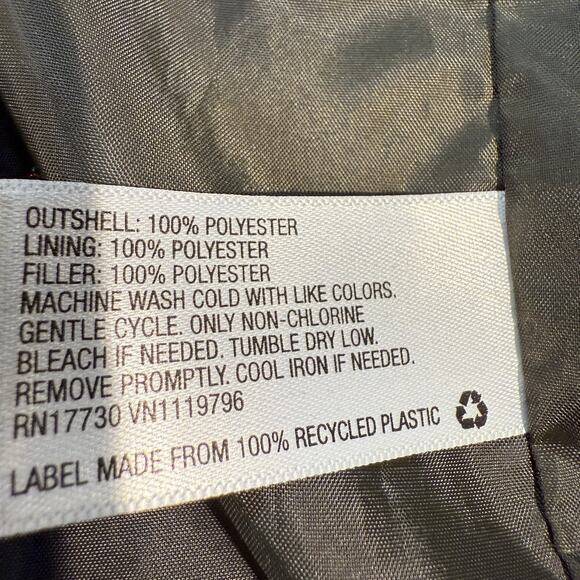 OUTSHELL: 100% POLYESTER
LINING: 100% POLYESTER
FILLER: 100% POLYESTER
MACHINE WASH COLD WITH LIKE COLORS.
GENTLE CYCLE. ONLY NON-CHLORINE
BLEACH IF NEEDED. TUMBLE DRY LOW.
REMOVE PROMPTLY. COOL IRON IF NEEDED.
RN17730 VN1119796
LABEL MADE FROM 100% RECYCLED PLASTIC